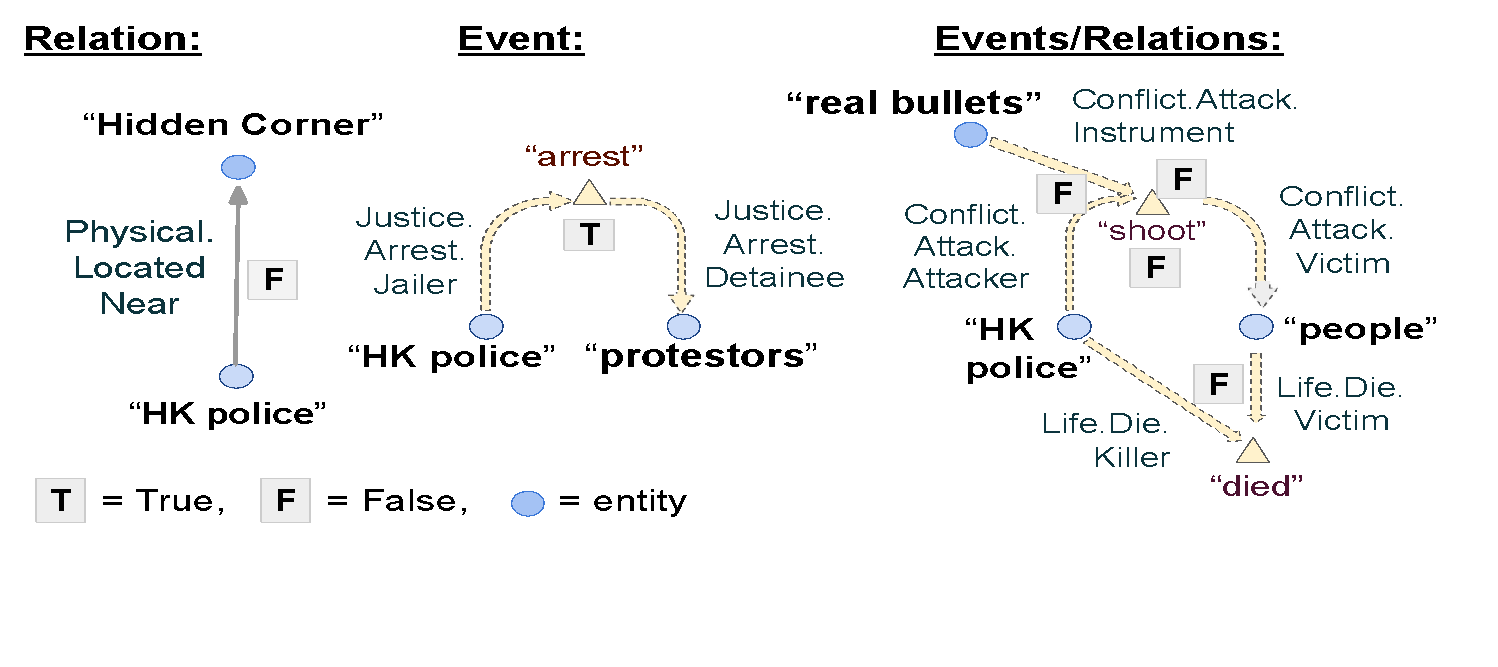 Relation:
Event:
Events/Relations:
“Hidden Corner”
Physical.
Located
Near
F
“HK police”
“arrest”
T
Justice.
Arrest.
Jailer
Justice.
Arrest.
Detainee
“HK police”
“protestors”
“real bullets”
Conflict.Attack.
Instrument
F
F
“shoot”
F
Conflict.
Attack.
Attacker
Conflict.
Attack.
Victim
“HK
police”
“people”
F
Life.Die.
Killer
Life.Die.
Victim
“died”
T = True, F = False, = entity